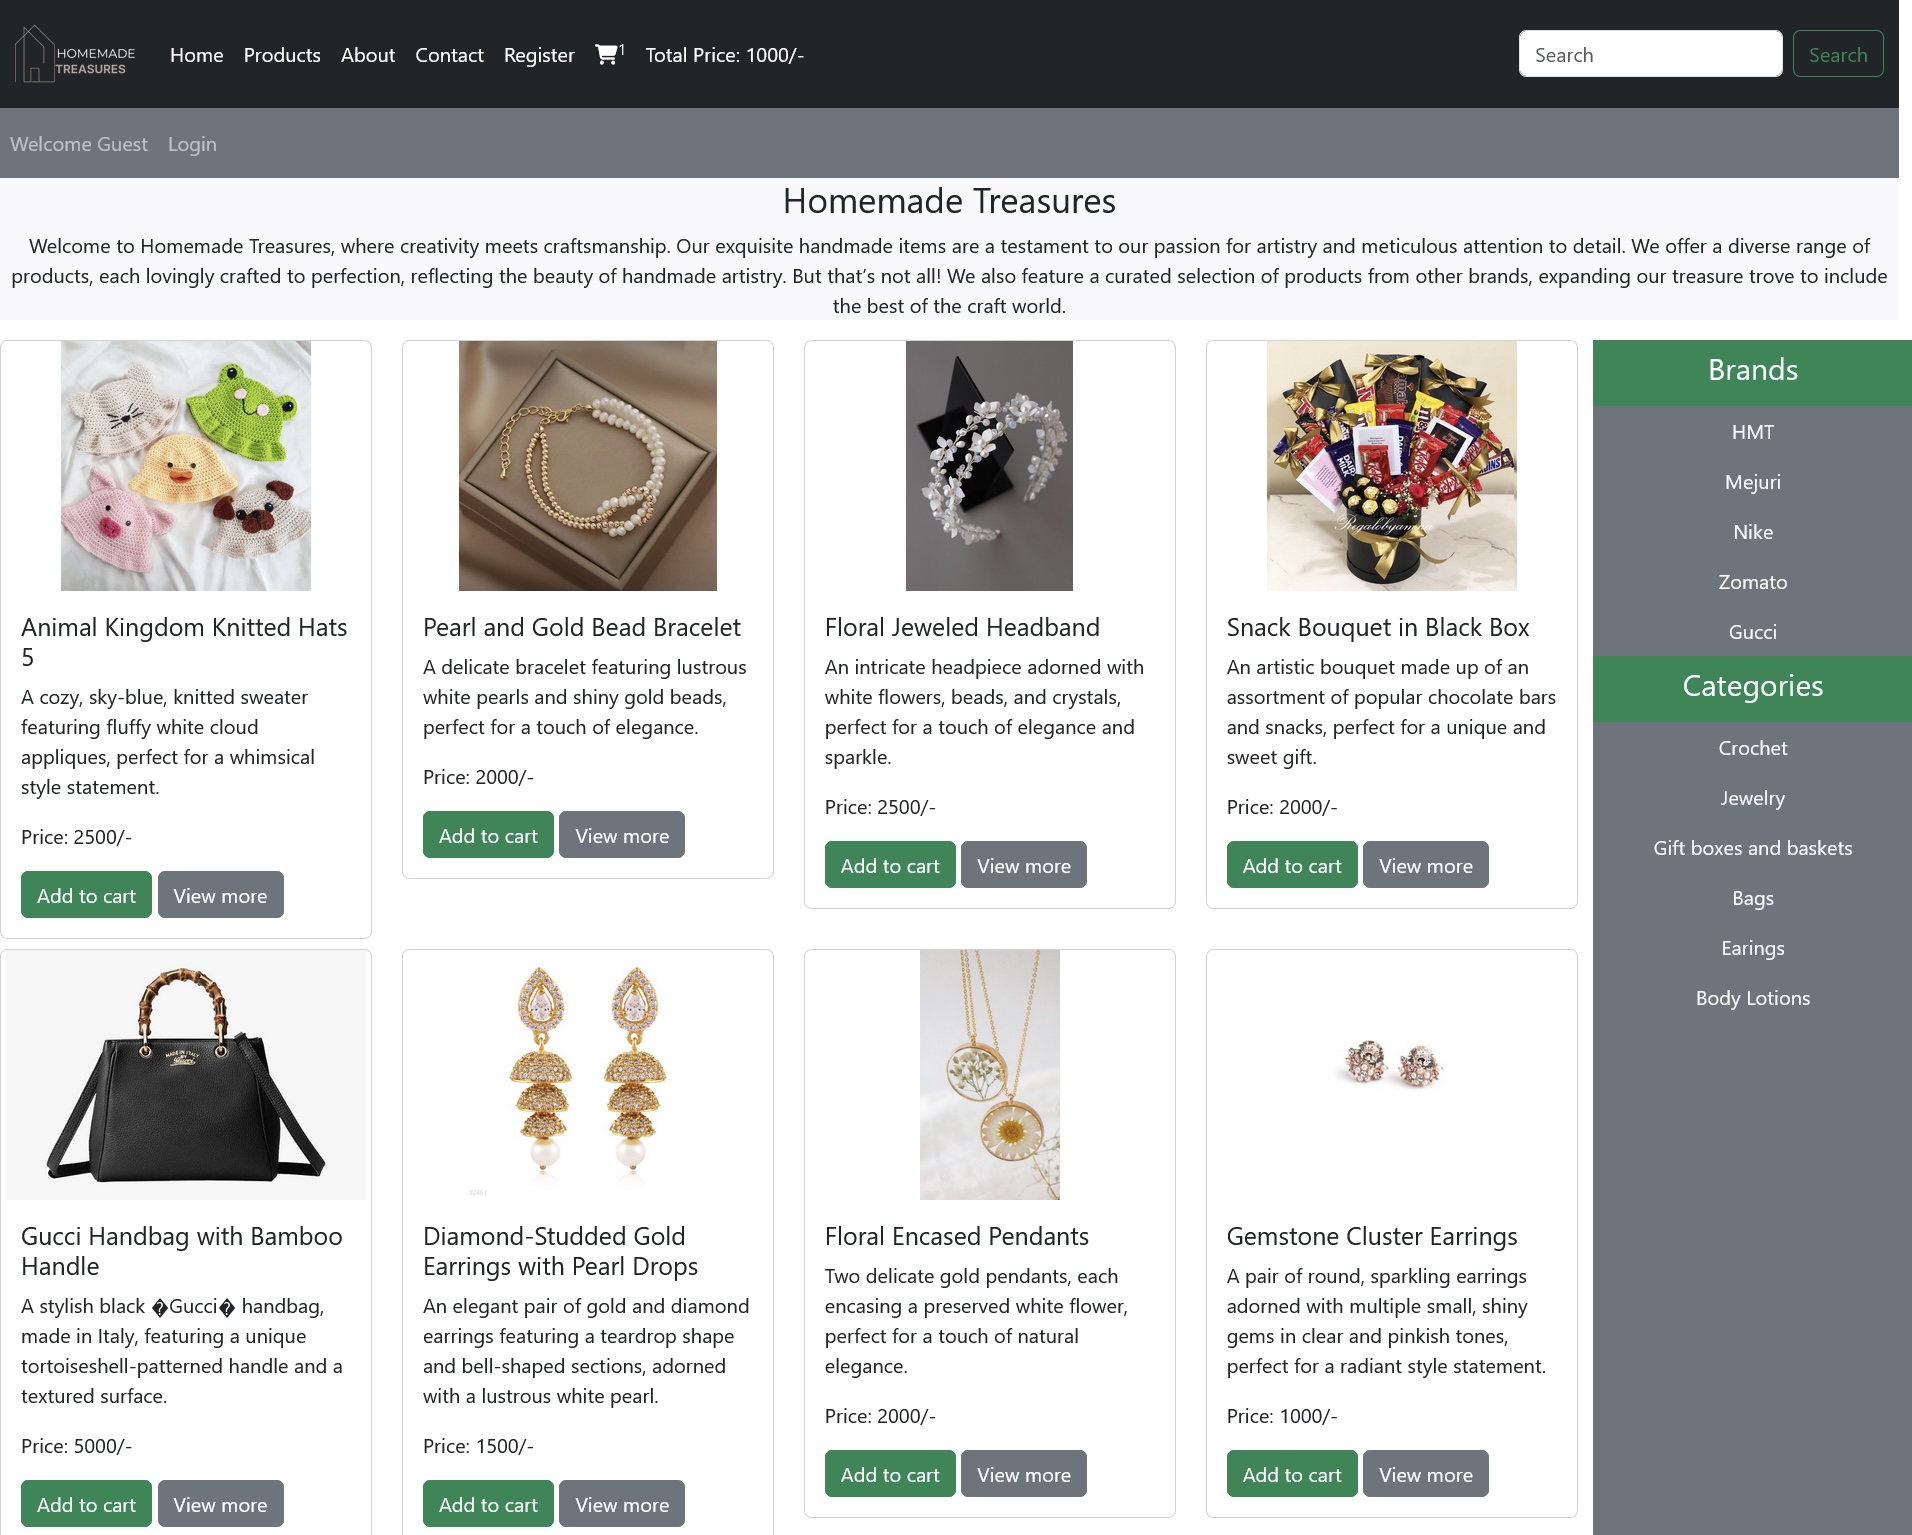 HOMEMADE
TREASURES
Home Products About Contact Register 1 Total Price: 1000/-
Search
Search
Welcome Guest Login
Homemade Treasures
Welcome to Homemade Treasures, where creativity meets craftsmanship. Our exquisite handmade items are a testament to our passion for artistry and meticulous attention to detail. We offer a diverse range of
products, each lovingly crafted to perfection, reflecting the beauty of handmade artistry. But that’s not all! We also feature a curated selection of products from other brands, expanding our treasure trove to include
the best of the craft world.
Animal Kingdom Knitted Hats
5
A cozy, sky-blue, knitted sweater
featuring fluffy white cloud
appliques, perfect for a whimsical
style statement.
Price: 2500/-
Add to cart View more
Pearl and Gold Bead Bracelet
A delicate bracelet featuring lustrous
white pearls and shiny gold beads,
perfect for a touch of elegance.
Price: 2000/-
Add to cart View more
Floral Jeweled Headband
An intricate headpiece adorned with
white flowers, beads, and crystals,
perfect for a touch of elegance and
sparkle.
Price: 2500/-
Add to cart View more
DAIRY
MILK
Snack Bouquet in Black Box
An artistic bouquet made up of an
assortment of popular chocolate bars
and snacks, perfect for a unique and
sweet gift.
Price: 2000/-
Add to cart View more
MADE IN ITALY
BY
Gucci
Gucci Handbag with Bamboo
Handle
A stylish black �Gucci� handbag,
made in Italy, featuring a unique
tortoiseshell-patterned handle and a
textured surface.
Price: 5000/-
Add to cart View more
Diamond-Studded Gold
Earrings with Pearl Drops
An elegant pair of gold and diamond
earrings featuring a teardrop shape
and bell-shaped sections, adorned
with a lustrous white pearl.
Price: 1500/-
Add to cart View more
Floral Encased Pendants
Two delicate gold pendants, each
encasing a preserved white flower,
perfect for a touch of natural
elegance.
Price: 2000/-
Add to cart View more
Gemstone Cluster Earrings
A pair of round, sparkling earrings
adorned with multiple small, shiny
gems in clear and pinkish tones,
perfect for a radiant style statement.
Price: 1000/-
Add to cart View more
Brands
HMT
Mejuri
Nike
Zomato
Gucci
Categories
Crochet
Jewelry
Gift boxes and baskets
Bags
Earings
Body Lotions